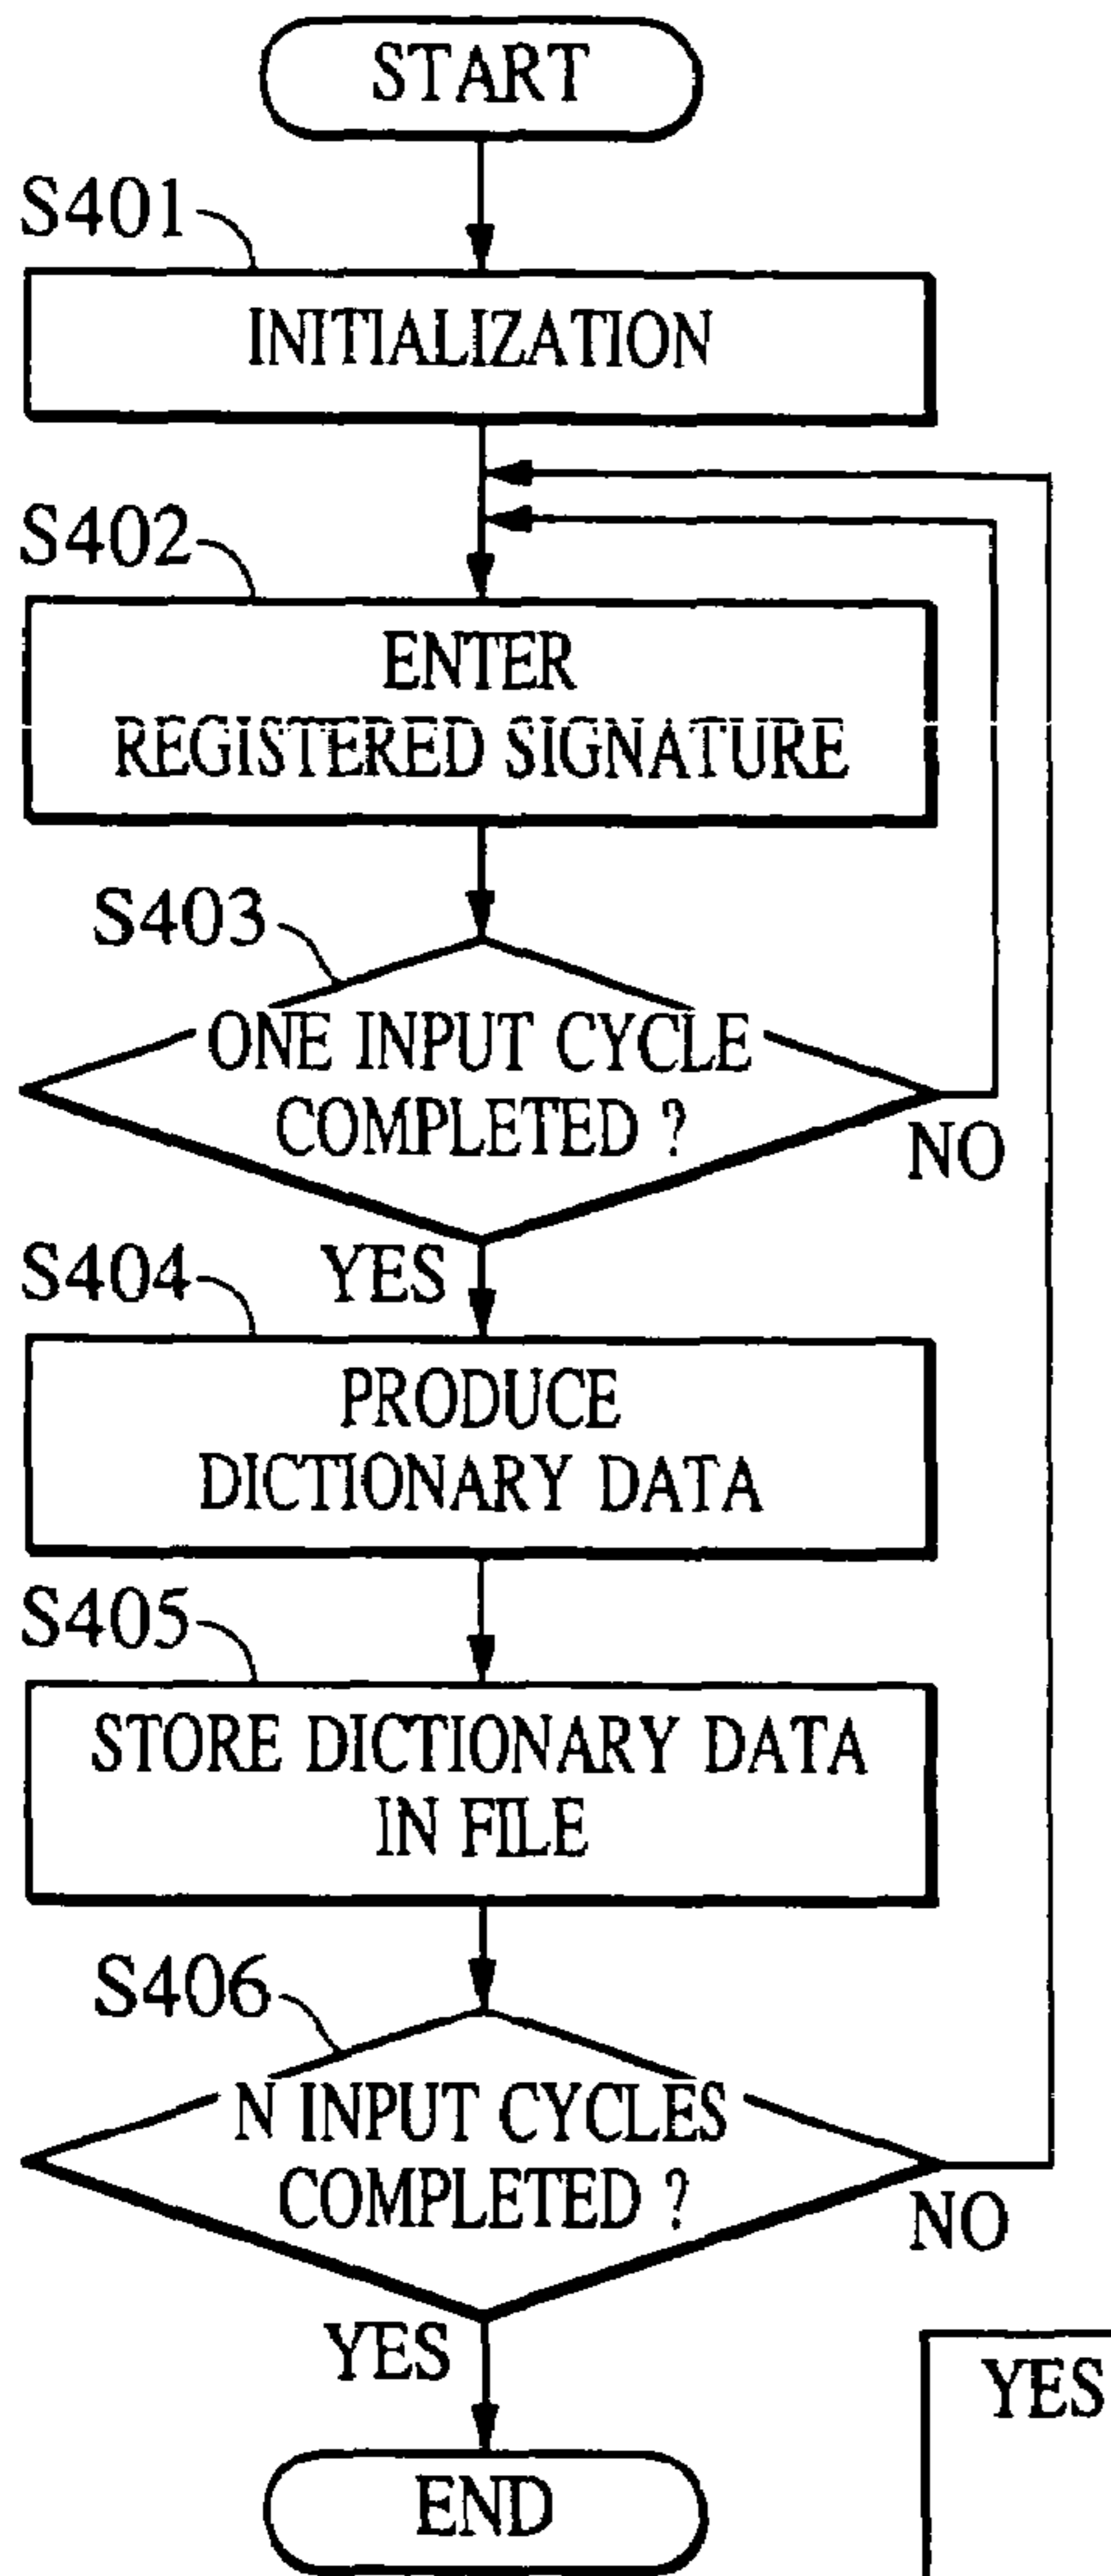 START
S401
INITIALIZATION
S402
ENTER
REGISTERED SIGNATURE
S403
ONE INPUT CYCLE
COMPLETED ?
NO
YES
S404
PRODUCE
DICTIONARY DATA
S405
STORE DICTIONARY DATA
IN FILE
S406
N INPUT CYCLES
COMPLETED ?
NO
YES
YES
END